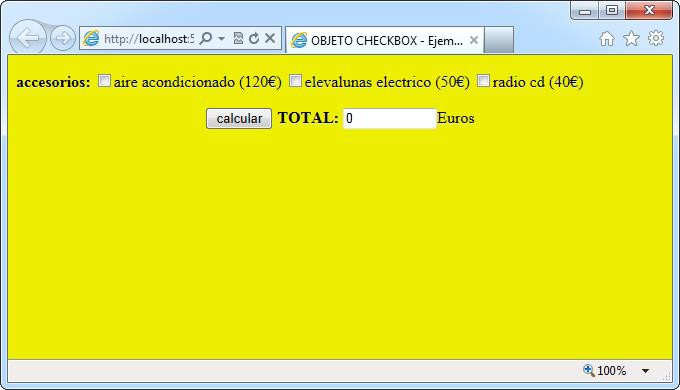 http://localhost:5
OBJETO CHECKBOX - Ejem...
accesorios: aire acondicionado (120€) elevalunas electrico (50€) radio cd (40€)
calcular TOTAL: 0 Euros
100%